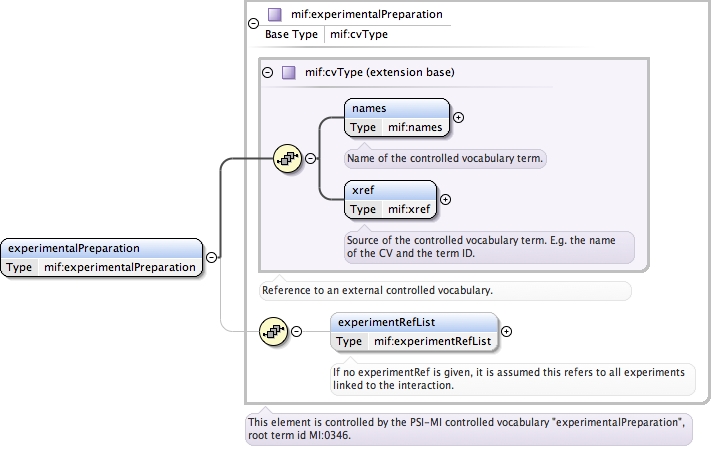 mif:experimentalPreparation
Base Type mif:cvType
mif:cvType (extension base)
names
Type mif:names
Name of the controlled vocabulary term.
xref
Type mif:xref
Source of the controlled vocabulary term. E.g. the name
of the CV and the term ID.
experimentalPreparation
Type mif:experimentalPreparation
Reference to an external controlled vocabulary.
experimentRefList
Type mif:experimentRefList
If no experimentRef is given, it is assumed this refers to all experiments
linked to the interaction.
This element is controlled by the PSI-MI controlled vocabulary "experimentalPreparation",
root term id MI:0346.